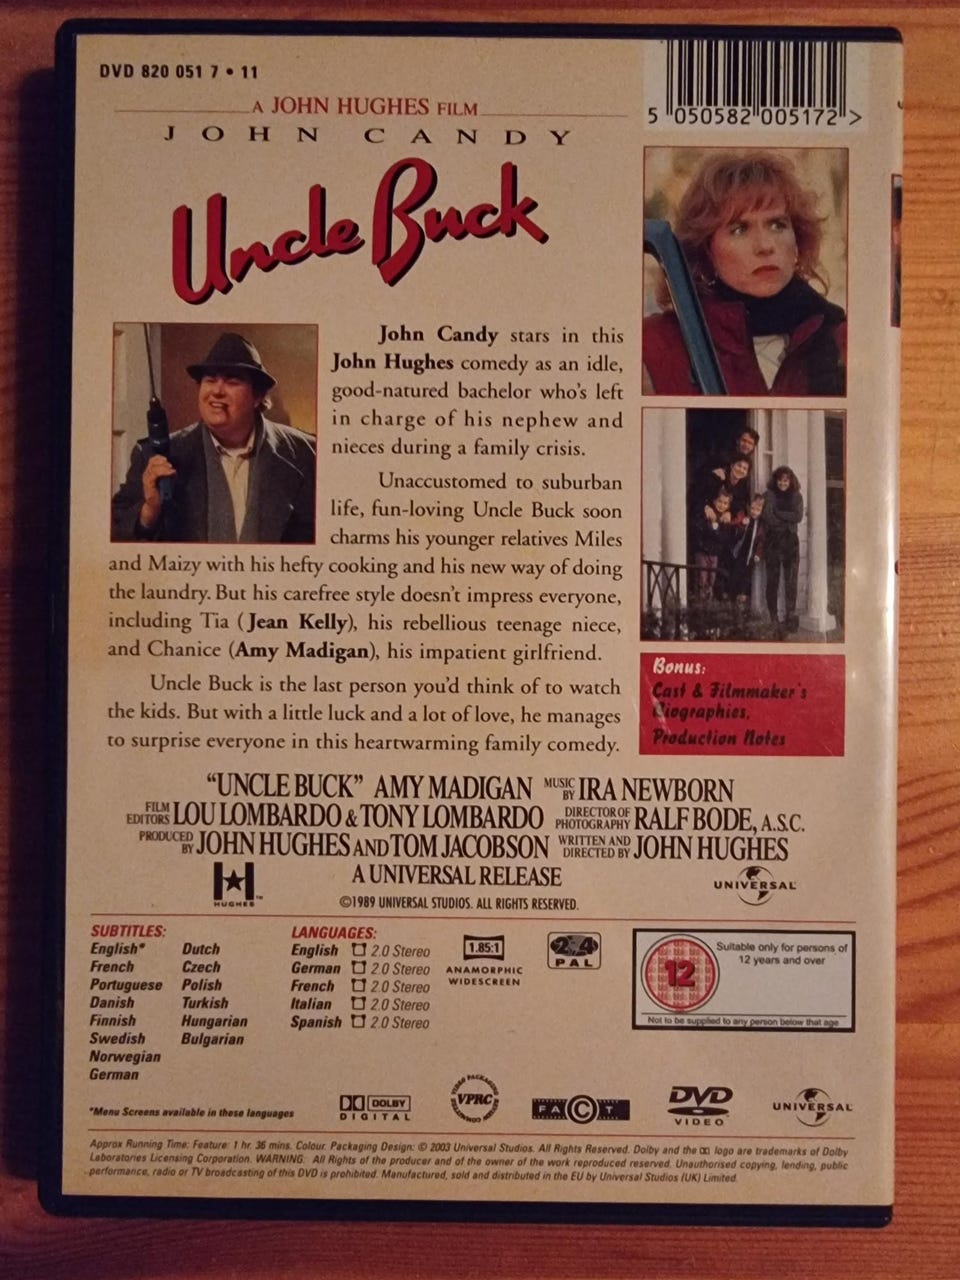 DVD 820 051 7 • 11
5 050582 005172 >
A JOHN HUGHES FILM
JOHN CANDY
Uncle Buck
John Candy stars in this
John Hughes comedy as an idle,
good-natured bachelor who's left
in charge of his nephew and
nieces during a family crisis.
Unaccustomed to suburban
life, fun-loving Uncle Buck soon
charms his younger relatives Miles
and Maizy with his hefty cooking and his new way of doing
the laundry. But his carefree style doesn't impress everyone,
including Tia (Jean Kelly), his rebellious teenage niece,
and Chanice (Amy Madigan), his impatient girlfriend.
Uncle Buck is the last person you'd think of to watch
the kids. But with a little luck and a lot of love, he manages
to surprise everyone in this heartwarming family comedy.
Bonus:
Cast & Filmmaker's
Biographies,
Production Notes
"UNCLE BUCK" AMY MADIGAN MUSIC BY IRA NEWBORN
FILM EDITORS LOU LOMBARDO & TONY LOMBARDO DIRECTOR OF PHOTOGRAPHY RALF BODE, A.S.C.
PRODUCED BY JOHN HUGHES AND TOM JACOBSON WRITTEN AND DIRECTED BY JOHN HUGHES
A UNIVERSAL RELEASE
H H HUGHES™
UNIVERSAL
©1989 UNIVERSAL STUDIOS. ALL RIGHTS RESERVED.
SUBTITLES:
English* Dutch
French Czech
Portuguese Polish
Danish Turkish
Finnish Hungarian
Swedish Bulgarian
Norwegian
German
*Menu Screens available in these languages
LANGUAGES:
English 2.0 Stereo
German 2.0 Stereo
French 2.0 Stereo
Italian 2.0 Stereo
Spanish 2.0 Stereo
1.85:1
ANAMORPHIC
WIDESCREEN
2 4
PAL
12
Suitable only for persons of
12 years and over
Not to be supplied to any person below that age
DOLBY
DIGITAL
VIDEO PACKAGING REVIEW COMMITTEE
VPRC
FACT
DVD
VIDEO
UNIVERSAL
Approx Running Time: Feature: 1 hr 36 mins. Colour. Packaging Design: © 2003 Universal Studios. All Rights Reserved. Dolby and the logo are trademarks of Dolby
Laboratories Licensing Corporation. WARNING: All Rights of the producer and of the owner of the work reproduced reserved. Unauthorised copying, lending, public
performance, radio or TV broadcasting of this DVD is prohibited. Manufactured, sold and distributed in the EU by Universal Studios (UK) Limited.